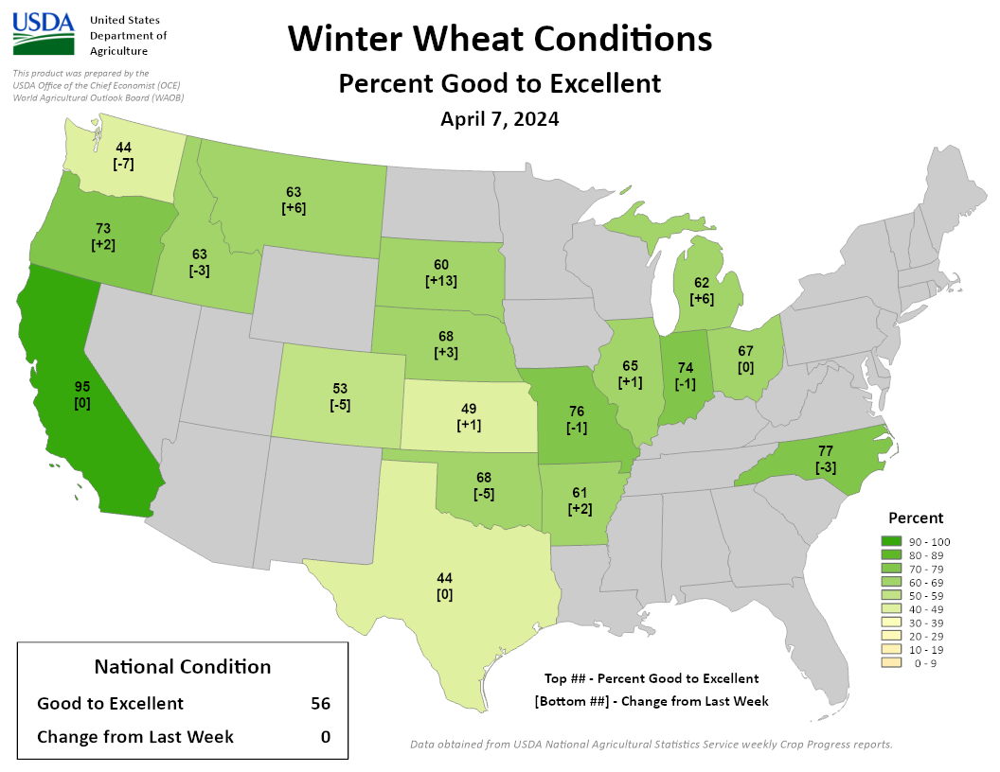 USDA
United States
Department of
Agriculture
This product was prepared by the
USDA Office of the Chief Economist (OCE)
World Agricultural Outlook Board (WAOB)
Winter Wheat Conditions
Percent Good to Excellent
April 7, 2024
44
[-7]
63
[+6]
73
[+2]
63
[-3]
60
[+13]
62
[+6]
68
[+3]
67
[0]
65
[+1]
74
[-1]
95
[0]
53
[-5]
49
[+1]
76
[-1]
77
[-3]
68
[-5]
61
[+2]
44
[0]
Percent
90 - 100
80 - 89
70 - 79
60 - 69
50 - 59
40 - 49
30 - 39
20 - 29
10 - 19
0 - 9
National Condition
Good to Excellent 56
Change from Last Week 0
Top ## - Percent Good to Excellent
[Bottom ##] - Change from Last Week
Data obtained from USDA National Agricultural Statistics Service weekly Crop Progress reports.